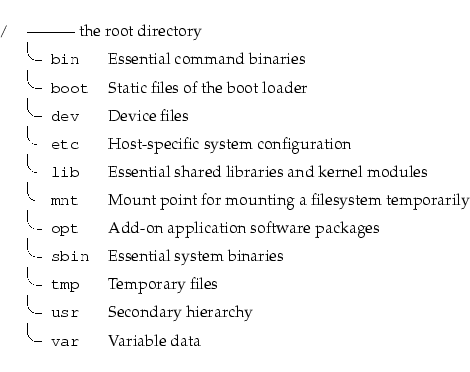 / the root directory
bin Essential command binaries
boot Static files of the boot loader
dev Device files
etc Host-specific system configuration
lib Essential shared libraries and kernel modules
mnt Mount point for mounting a filesystem temporarily
opt Add-on application software packages
sbin Essential system binaries
tmp Temporary files
usr Secondary hierarchy
var Variable data